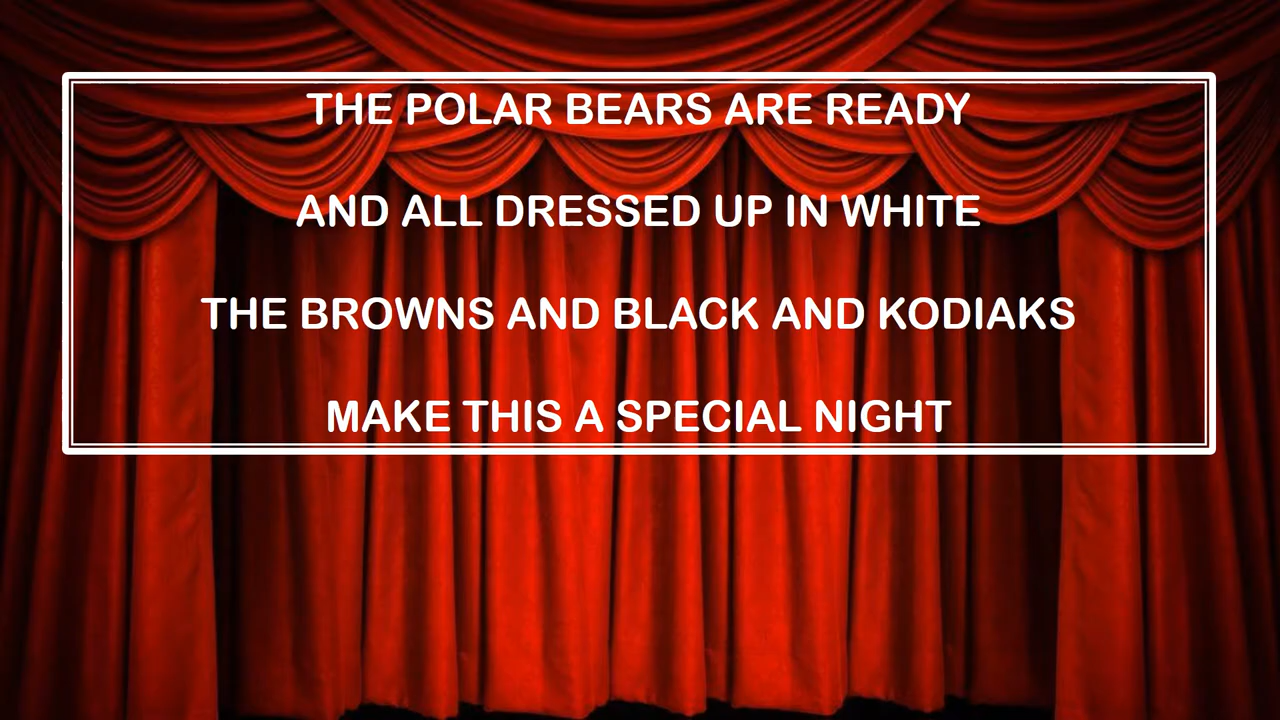 THE POLAR BEARS ARE READY
AND ALL DRESSED UP IN WHITE
THE BROWNS AND BLACK AND KODIAKS
MAKE THIS A SPECIAL NIGHT